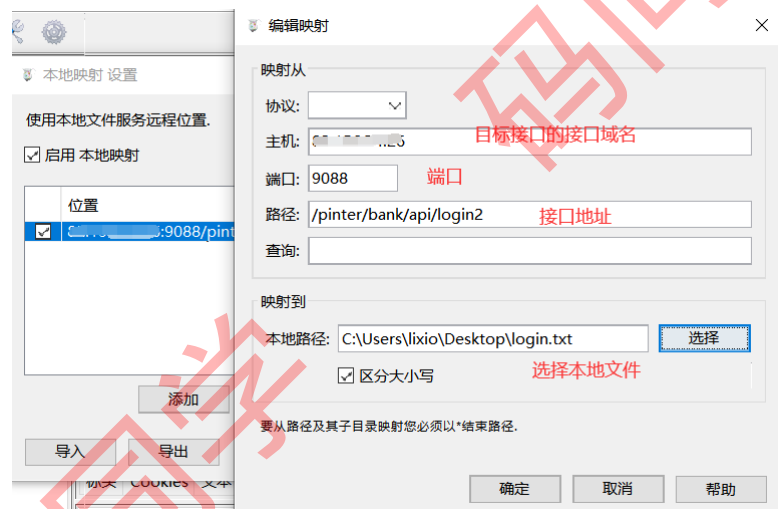 编辑映射
本地映射 设置
使用本地文件服务远程位置.
启用 本地映射
位置
:9088/pint
添加
导入
导出
Cookies
映射从
协议:
主机:
目标接口的接口域名
端口: 9088
端口
路径: /pinter/bank/api/login2
接口地址
查询:
映射到
本地路径: C:\Users\lixio\Desktop\login.txt
选择
区分大小写
选择本地文件
要从路径及其子目录映射您必须以*结束路径.
确定
取消
帮助
同学